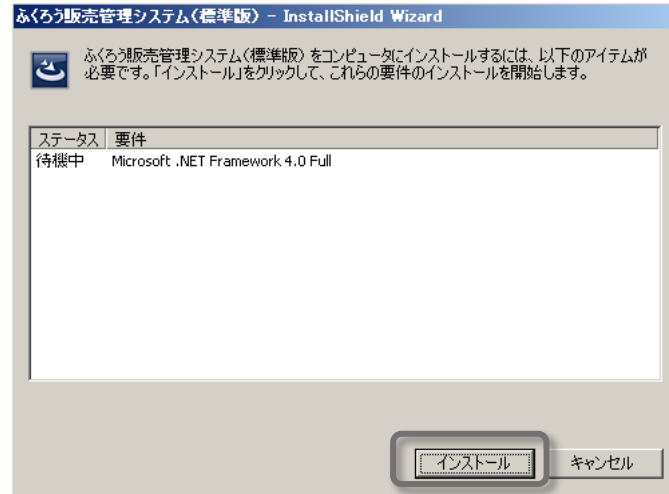 ふくろう販売管理システム(標準版) - InstallShield Wizard
ふくろう販売管理システム(標準版) をコンピュータにインストールするには、以下のアイテムが
必要です。「インストール」をクリックして、これらの要件のインストールを開始します。
ステータス 要件
待機中 Microsoft .NET Framework 4.0 Full
インストール キャンセル